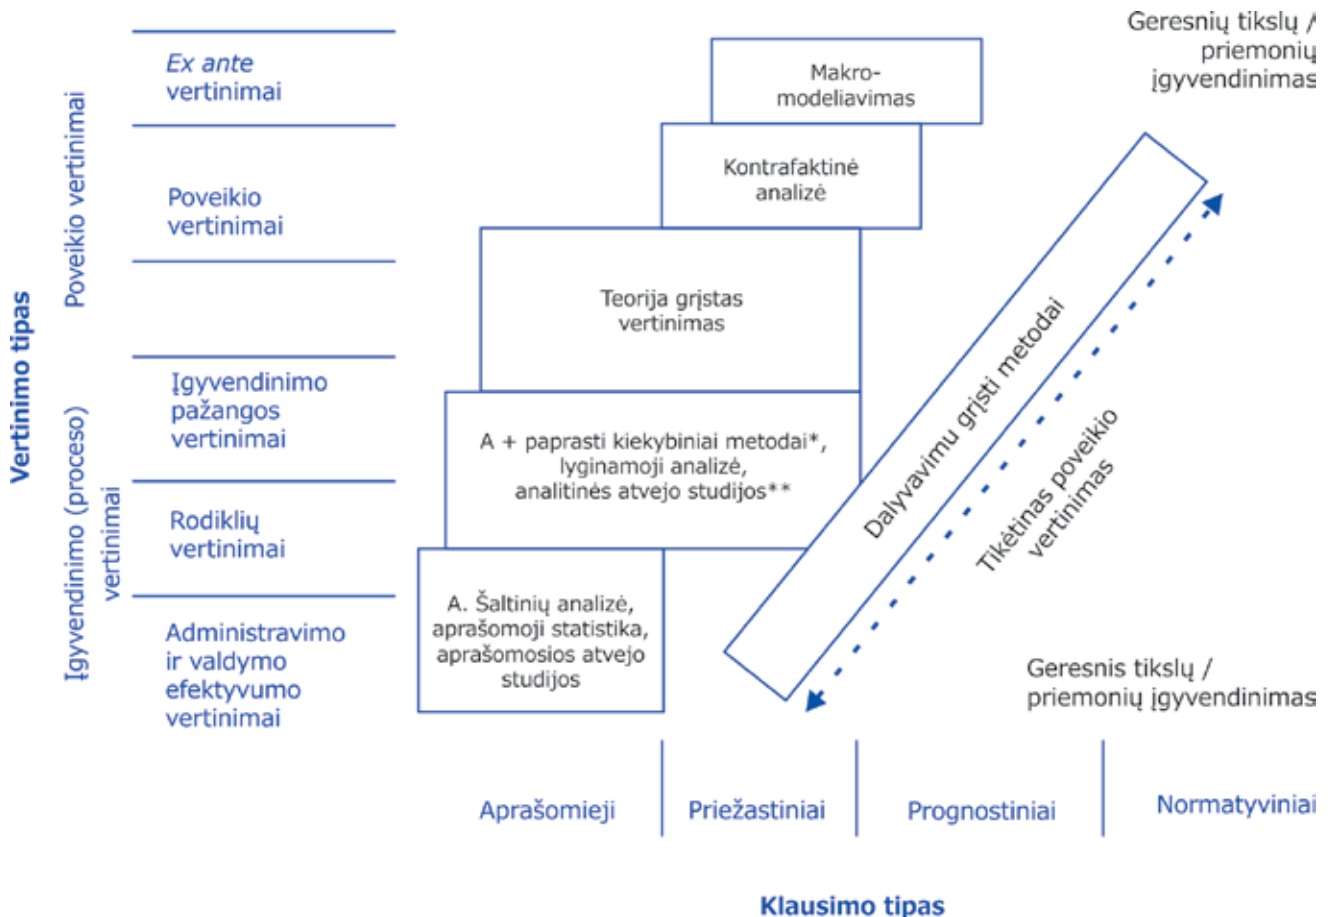 Geresnių tikslų /
priemonių
įgyvendinimas
Ex ante
vertinimai
Makro-
modeliavimas
Poveikio vertinimai
Kontrafaktinė
analizė
Poveikio
vertinimai
Teorija grįstas
vertinimas
Vertinimo tipas
Įgyvendinimo
pažangos
vertinimai
A + paprasti kiekybiniai metodai*,
lyginamoji analizė,
analitinės atvejo studijos**
Dalyvavimu grįsti metodai
Tikėtinas poveikio
vertinimas
Įgyvendinimo (proceso)
vertinimai
Rodiklių
vertinimai
A. Šaltinių analizė,
aprašomoji statistika,
aprašomosios atvejo
studijos
Administravimo
ir valdymo
efektyvumo
vertinimai
Geresnis tikslų /
priemonių įgyvendinimas
Aprašomieji
Priežastiniai
Prognostiniai
Normatyviniai
Klausimo tipas